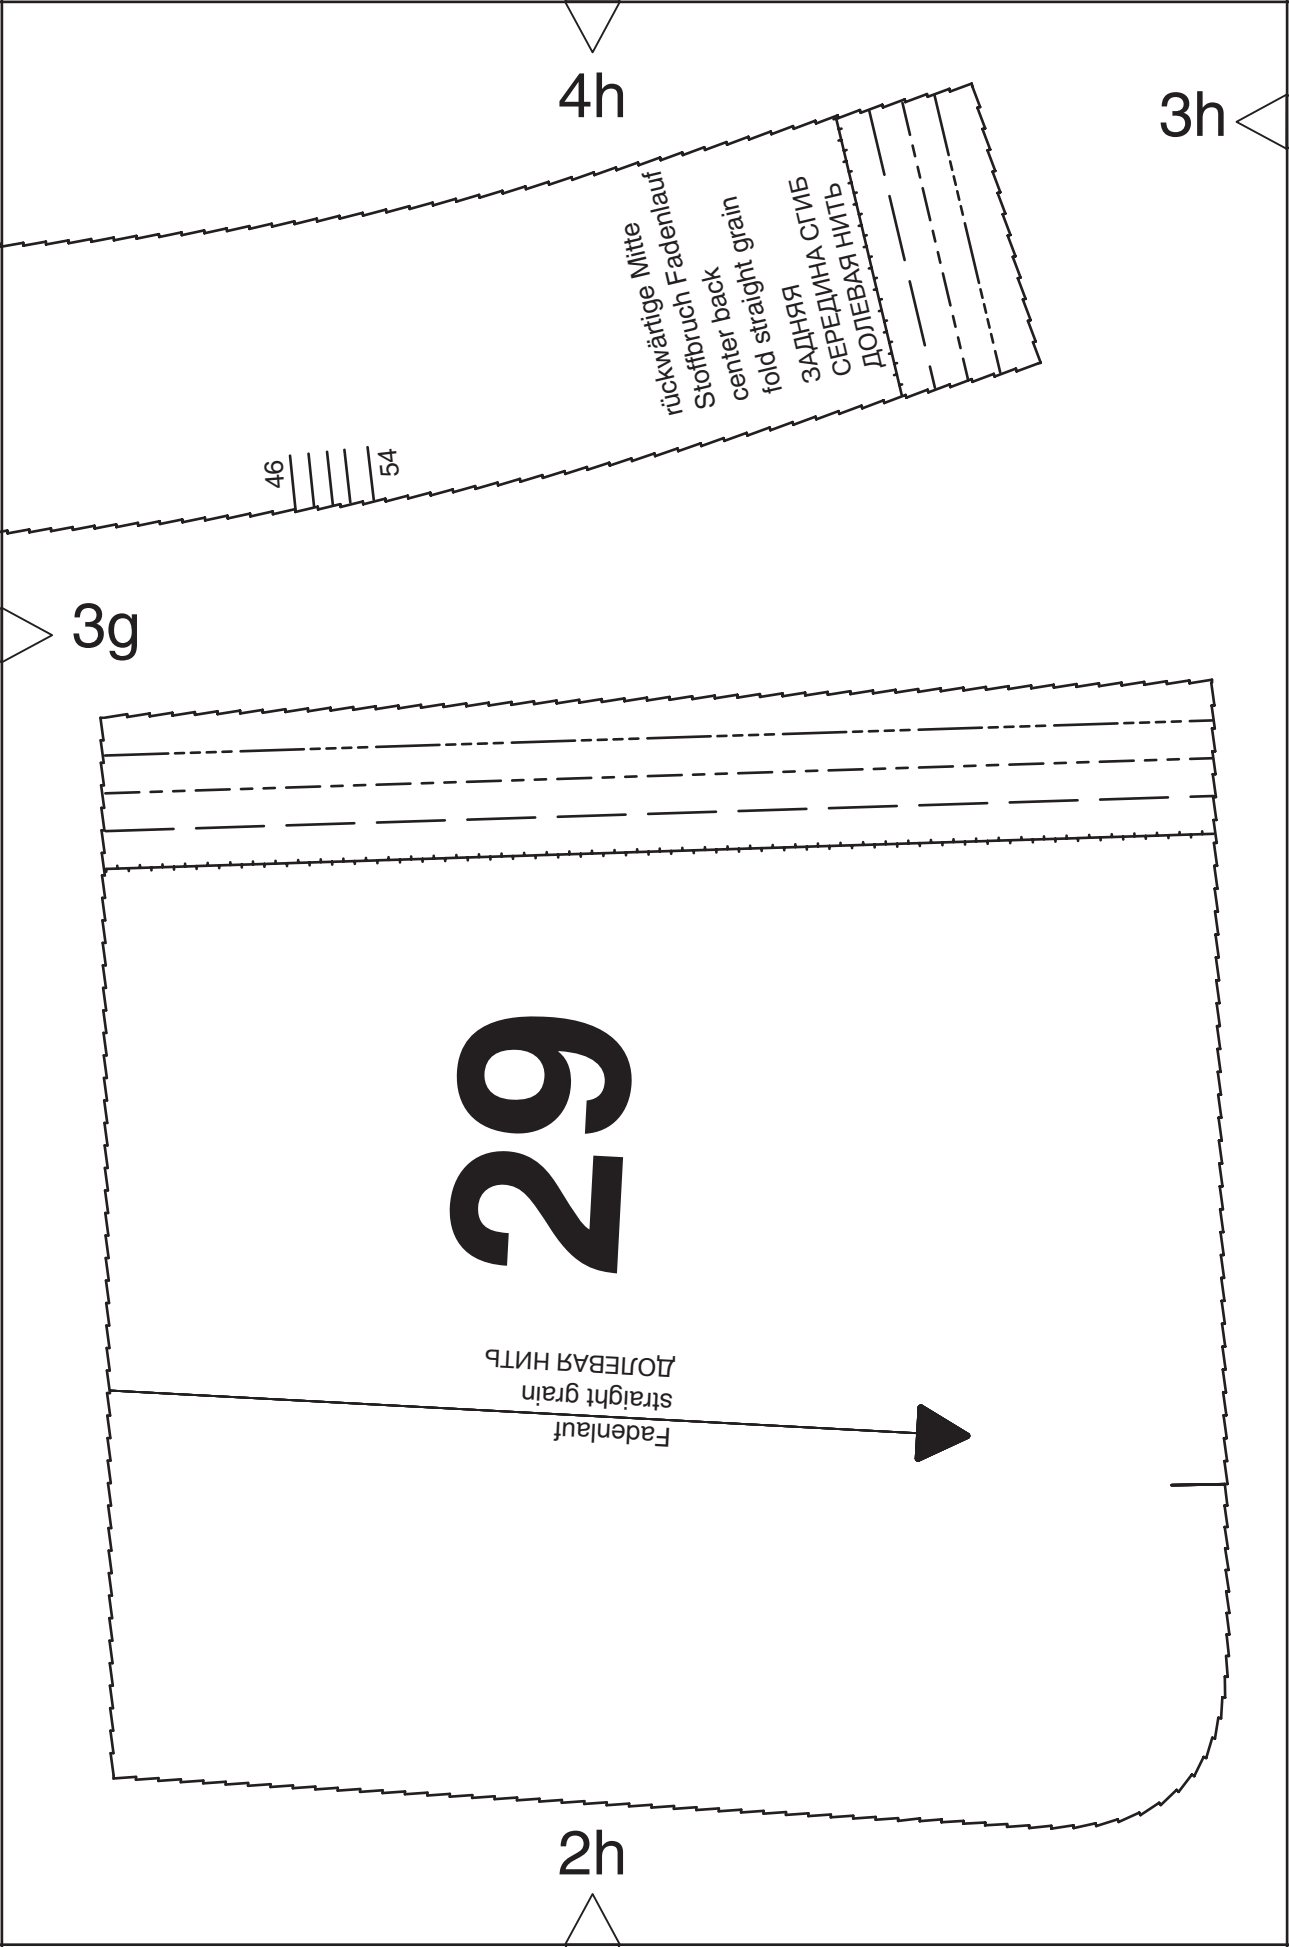 4h
3h
rückwärtige Mitte
Stoffbruch Fadenlauf
center back
fold straight grain
ЗАДНЯЯ
СЕРЕДИНА СГИБ
ДОЛЕВАЯ НИТЬ
46
54
3g
29
Fadenlauf
straight grain
ДОЛЕВАЯ НИТЬ
2h